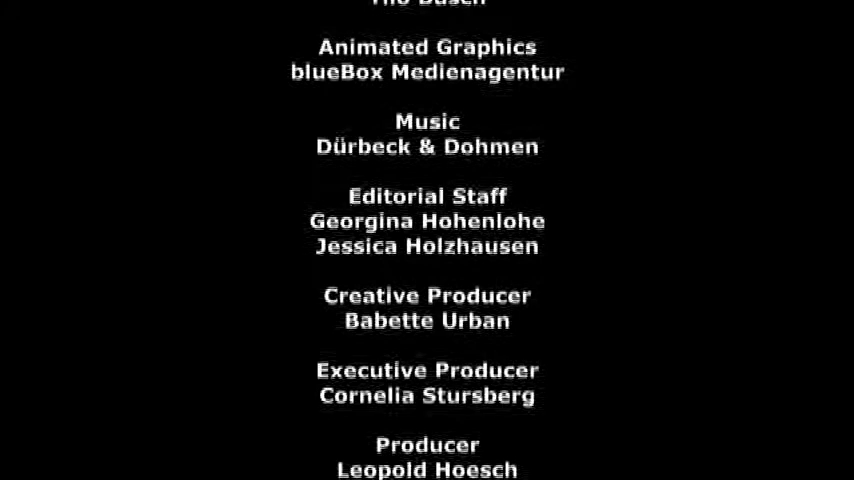 Busch
Animated Graphics
blueBox Medienagentur
Music
Dürbeck & Dohmen
Editorial Staff
Georgina Hohenlohe
Jessica Holzhausen
Creative Producer
Babette Urban
Executive Producer
Cornelia Stursberg
Producer
Leopold Hoesch